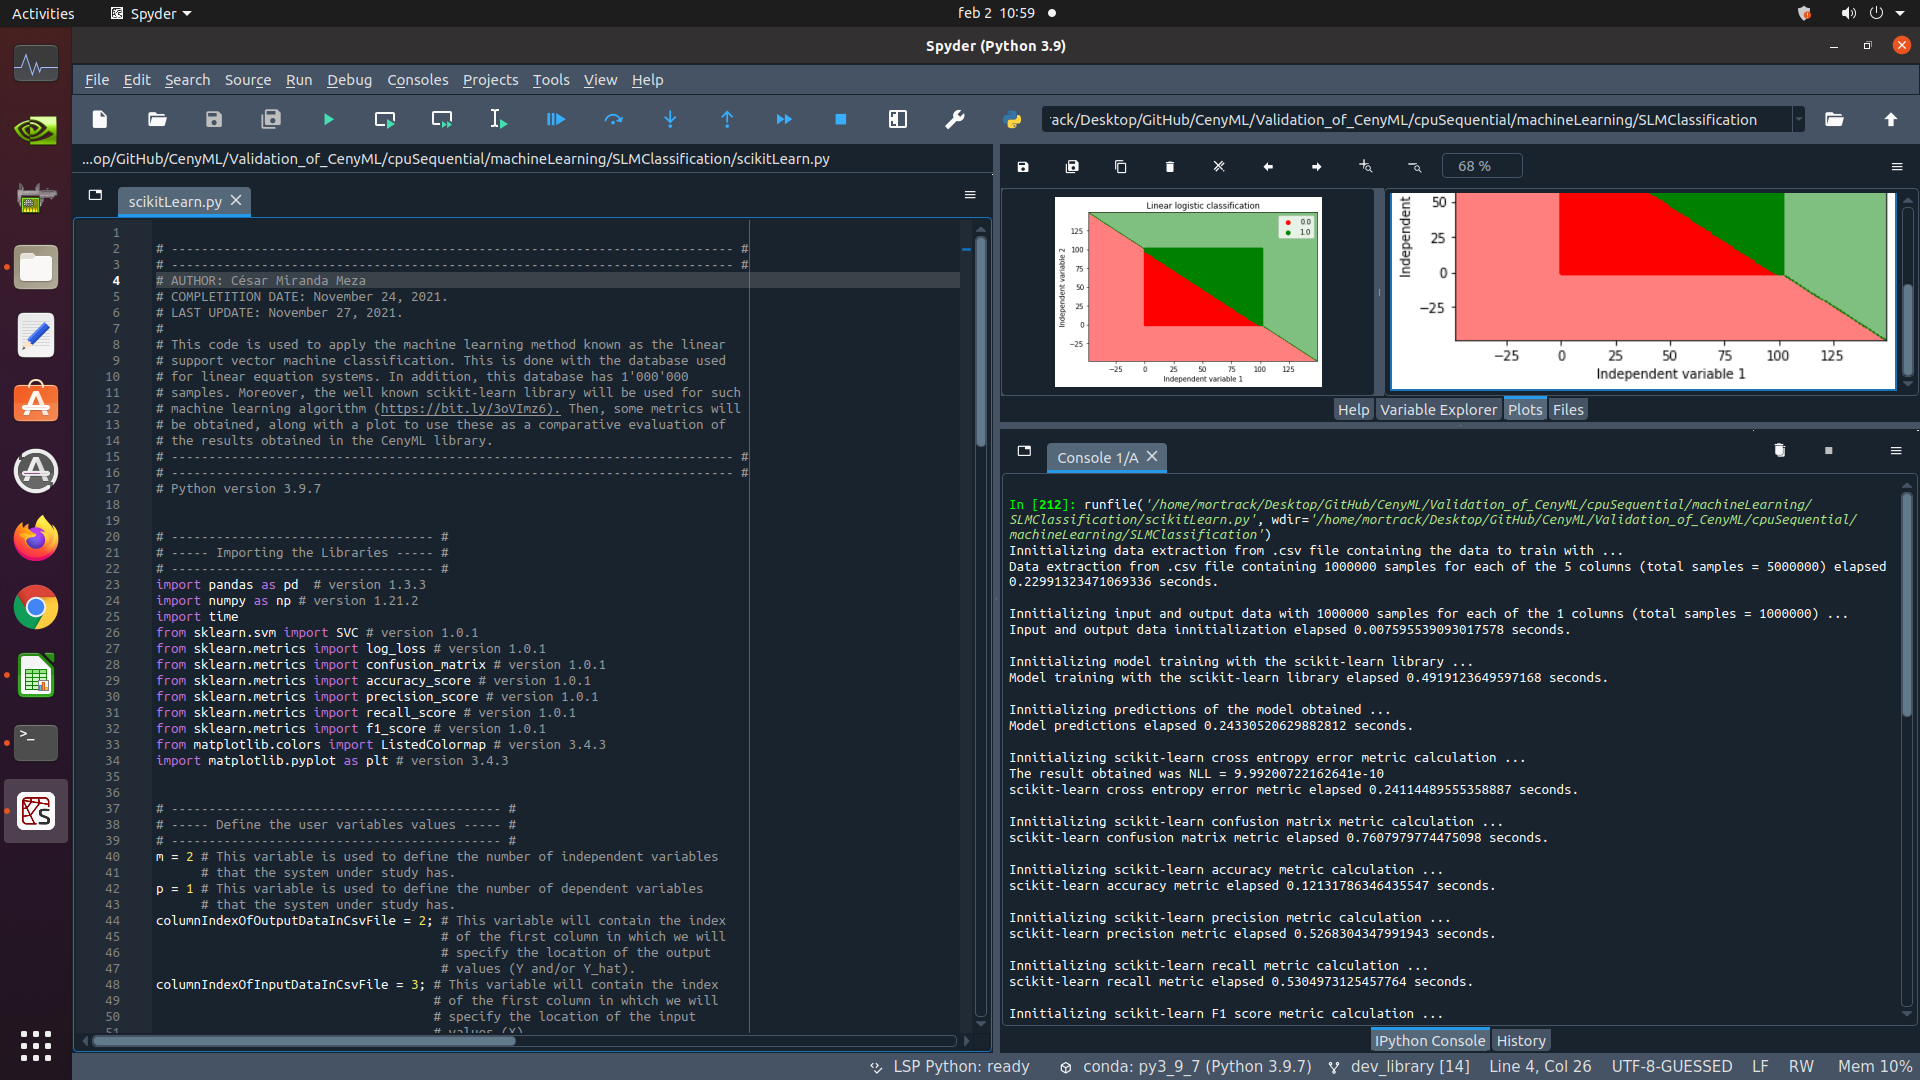 Activities
Spyder
feb 2 10:59
Spyder (Python 3.9)
File Edit Search Source Run Debug Consoles Projects Tools View Help
:ack/Desktop/GitHub/CenyML/Validation_of_CenyML/cpuSequential/machineLearning/SLMClassification
...op/GitHub/CenyML/Validation_of_CenyML/cpuSequential/machineLearning/SLMClassification/scikitLearn.py
scikitLearn.py
1
2 # --------------------------------------------------------------------------- #
3 # --------------------------------------------------------------------------- #
4 # AUTHOR: César Miranda Meza
5 # COMPLETITION DATE: November 24, 2021.
6 # LAST UPDATE: November 27, 2021.
7 #
8 # This code is used to apply the machine learning method known as the linear
9 # support vector machine classification. This is done with the database used
10 # for linear equation systems. In addition, this database has 1'000'000
11 # samples. Moreover, the well known scikit-learn library will be used for such
12 # machine learning algorithm (https://bit.ly/3oVImz6). Then, some metrics will
13 # be obtained, along with a plot to use these as a comparative evaluation of
14 # the results obtained in the CenyML library.
15 # --------------------------------------------------------------------------- #
16 # --------------------------------------------------------------------------- #
17 # Python version 3.9.7
18
19
20 # ----------------------------------- #
21 # ----- Importing the Libraries ----- #
22 # ----------------------------------- #
23 import pandas as pd  # version 1.3.3
24 import numpy as np # version 1.21.2
25 import time
26 from sklearn.svm import SVC # version 1.0.1
27 from sklearn.metrics import log_loss # version 1.0.1
28 from sklearn.metrics import confusion_matrix # version 1.0.1
29 from sklearn.metrics import accuracy_score # version 1.0.1
30 from sklearn.metrics import precision_score # version 1.0.1
31 from sklearn.metrics import recall_score # version 1.0.1
32 from sklearn.metrics import f1_score # version 1.0.1
33 from matplotlib.colors import ListedColormap # version 3.4.3
34 import matplotlib.pyplot as plt # version 3.4.3
35
36
37 # -------------------------------------------- #
38 # ----- Define the user variables values ----- #
39 # -------------------------------------------- #
40 m = 2 # This variable is used to define the number of independent variables
41 # that the system under study has.
42 p = 1 # This variable is used to define the number of dependent variables
43 # that the system under study has.
44 columnIndexOfOutputDataInCsvFile = 2; # This variable will contain the index
45 # of the first column in which we will
46 # specify the location of the output
47 # values (Y and/or Y_hat).
48 columnIndexOfInputDataInCsvFile = 3; # This variable will contain the index
49 # of the first column in which we will
50 # specify the location of the input
51 # values (X).
68 %
Linear logistic classification
0.0
1.0
125
100
75
50
25
0
−25
Independent variable 2
−25 0 25 50 75 100 125
Independent variable 1
50
25
0
−25
Independent
−25 0 25 50 75 100 125
Independent variable 1
Help Variable Explorer Plots Files
Console 1/A
In [212]: runfile('/home/mortrack/Desktop/GitHub/CenyML/Validation_of_CenyML/cpuSequential/machineLearning/
SLMClassification/scikitLearn.py', wdir='/home/mortrack/Desktop/GitHub/CenyML/Validation_of_CenyML/cpuSequential/
machineLearning/SLMClassification')
Innitializing data extraction from .csv file containing the data to train with ...
Data extraction from .csv file containing 1000000 samples for each of the 5 columns (total samples = 5000000) elapsed
0.22991323471069336 seconds.
Innitializing input and output data with 1000000 samples for each of the 1 columns (total samples = 1000000) ...
Input and output data innitialization elapsed 0.007595539093017578 seconds.
Innitializing model training with the scikit-learn library ...
Model training with the scikit-learn library elapsed 0.4919123649597168 seconds.
Innitializing predictions of the model obtained ...
Model predictions elapsed 0.24330520629882812 seconds.
Innitializing scikit-learn cross entropy error metric calculation ...
The result obtained was NLL = 9.99200722162641e-10
scikit-learn cross entropy error metric elapsed 0.24114489555358887 seconds.
Innitializing scikit-learn confusion matrix metric calculation ...
scikit-learn confusion matrix metric elapsed 0.7607979774475098 seconds.
Innitializing scikit-learn accuracy metric calculation ...
scikit-learn accuracy metric elapsed 0.12131786346435547 seconds.
Innitializing scikit-learn precision metric calculation ...
scikit-learn precision metric elapsed 0.5268304347991943 seconds.
Innitializing scikit-learn recall metric calculation ...
scikit-learn recall metric elapsed 0.5304973125457764 seconds.
Innitializing scikit-learn F1 score metric calculation ...
IPython Console History
LSP Python: ready
conda: py3_9_7 (Python 3.9.7)
dev_library [14]
Line 4, Col 26
UTF-8-GUESSED
LF
RW
Mem 10%